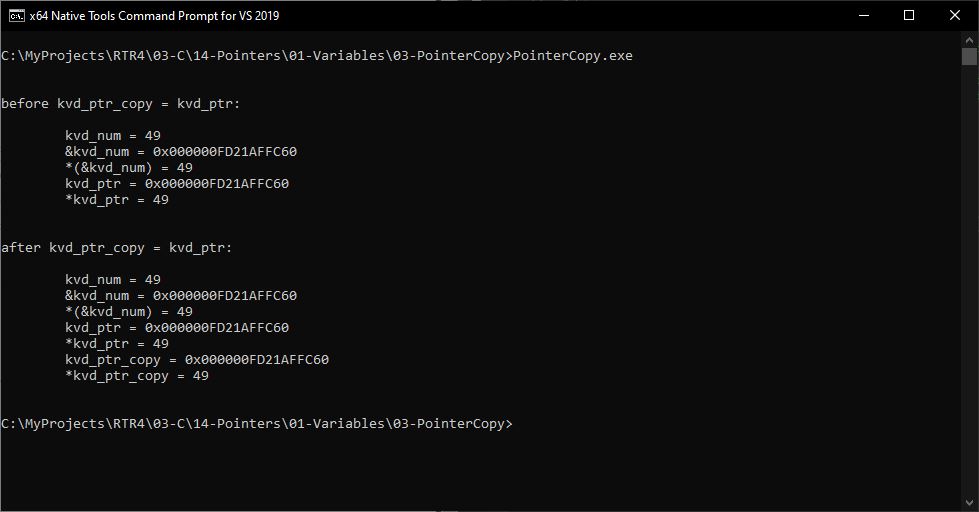 x64 Native Tools Command Prompt for VS 2019
C:\MyProjects\RTR4\03-C\14-Pointers\01-Variables\03-PointerCopy>PointerCopy.exe
before kvd_ptr_copy = kvd_ptr:
kvd_num = 49
&kvd_num = 0x000000FD21AFFC60
*(&kvd_num) = 49
kvd_ptr = 0x000000FD21AFFC60
*kvd_ptr = 49
after kvd_ptr_copy = kvd_ptr:
kvd_num = 49
&kvd_num = 0x000000FD21AFFC60
*(&kvd_num) = 49
kvd_ptr = 0x000000FD21AFFC60
*kvd_ptr = 49
kvd_ptr_copy = 0x000000FD21AFFC60
*kvd_ptr_copy = 49
C:\MyProjects\RTR4\03-C\14-Pointers\01-Variables\03-PointerCopy>